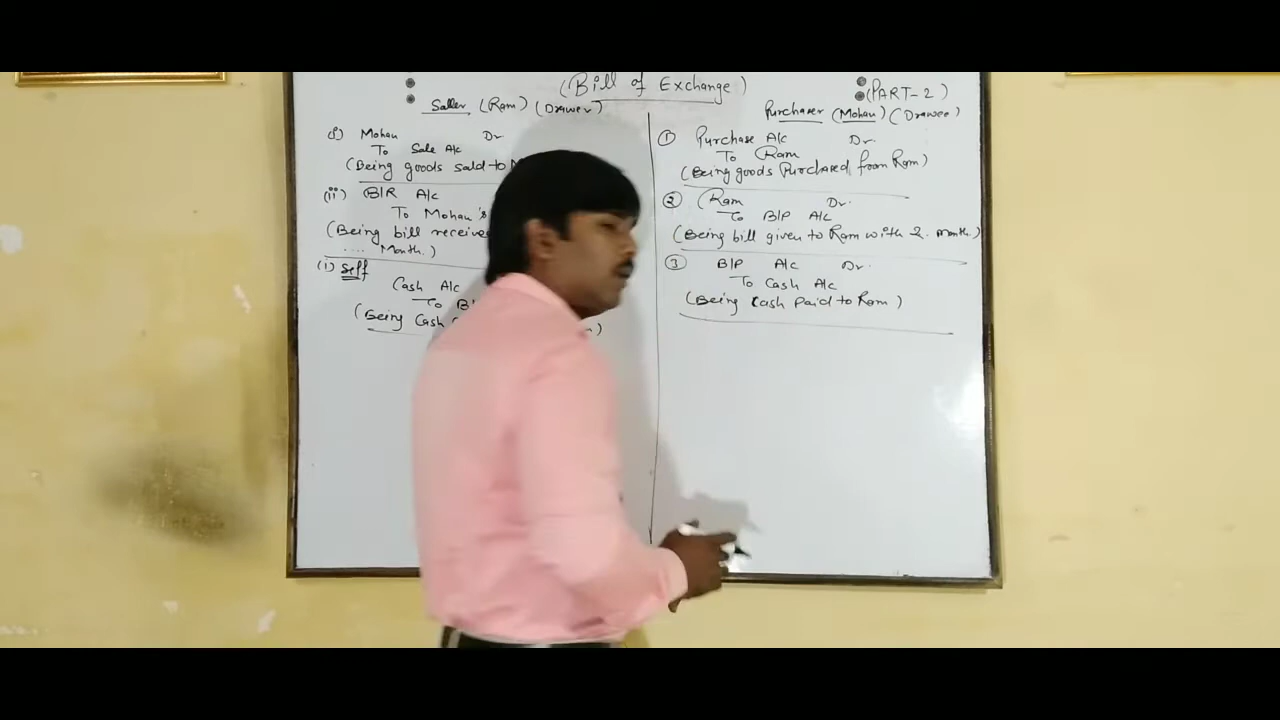 (Bill of Exchange)
(PART-2)
Saller (Ram) (Drawer)
Purchaser (Mohan) (Drawee)
(i) Mohan Dr
To Sale A/c
(Being goods sold to
(ii) B/R A/c
To Mohan's
(Being bill receive
.... Month.)
(i) Self
Cash A/c
To B/
(Being Cash
)
① Purchase A/c Dr.
To Ram
(Being goods Purchased from Ram)
② Ram Dr.
To B/P A/c
(Being bill given to Ram with 2. month.)
③ B/P A/c Dr.
To Cash A/c
(Being Cash paid to Ram)